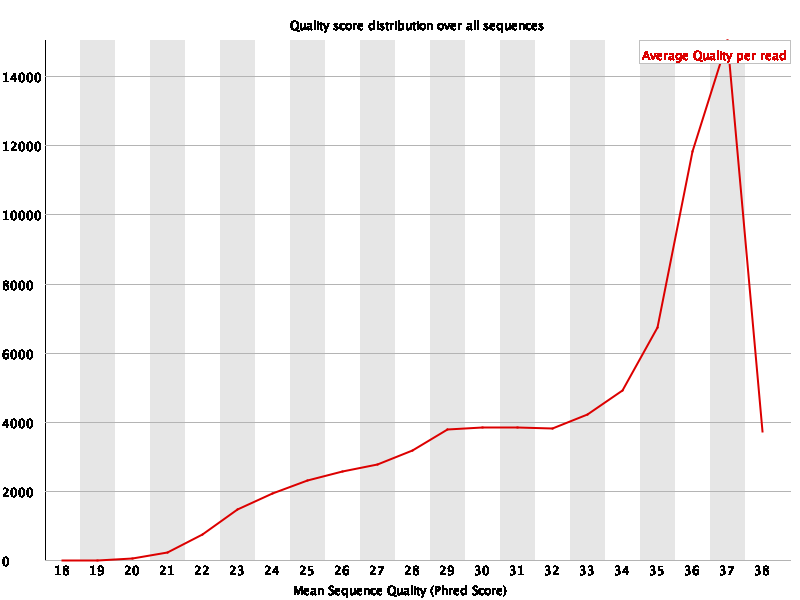 Quality score distribution over all sequences
Average Quality per read
14000
12000
10000
8000
6000
4000
2000
0
18 19 20 21 22 23 24 25 26 27 28 29 30 31 32 33 34 35 36 37 38
Mean Sequence Quality (Phred Score)